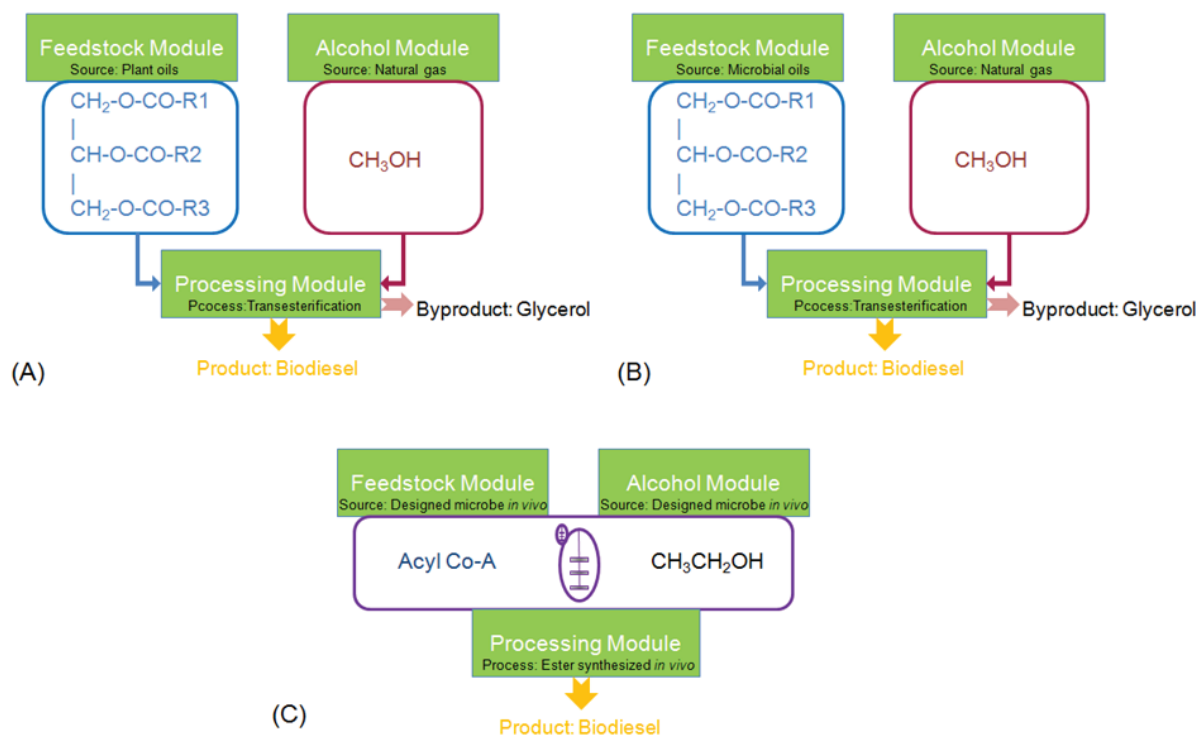 Feedstock Module
Source: Plant oils
CH₂-O-CO-R1
|
CH-O-CO-R2
|
CH₂-O-CO-R3
Alcohol Module
Source: Natural gas
CH₃OH
Processing Module
Pcocess:Transesterification
Byproduct: Glycerol
Product: Biodiesel
(A)
Feedstock Module
Source: Microbial oils
CH₂-O-CO-R1
|
CH-O-CO-R2
|
CH₂-O-CO-R3
Alcohol Module
Source: Natural gas
CH₃OH
Processing Module
Pcocess:Transesterification
Byproduct: Glycerol
Product: Biodiesel
(B)
Feedstock Module
Source: Designed microbe in vivo
Alcohol Module
Source: Designed microbe in vivo
Acyl Co-A
CH₃CH₂OH
Processing Module
Process: Ester synthesized in vivo
Product: Biodiesel
(C)